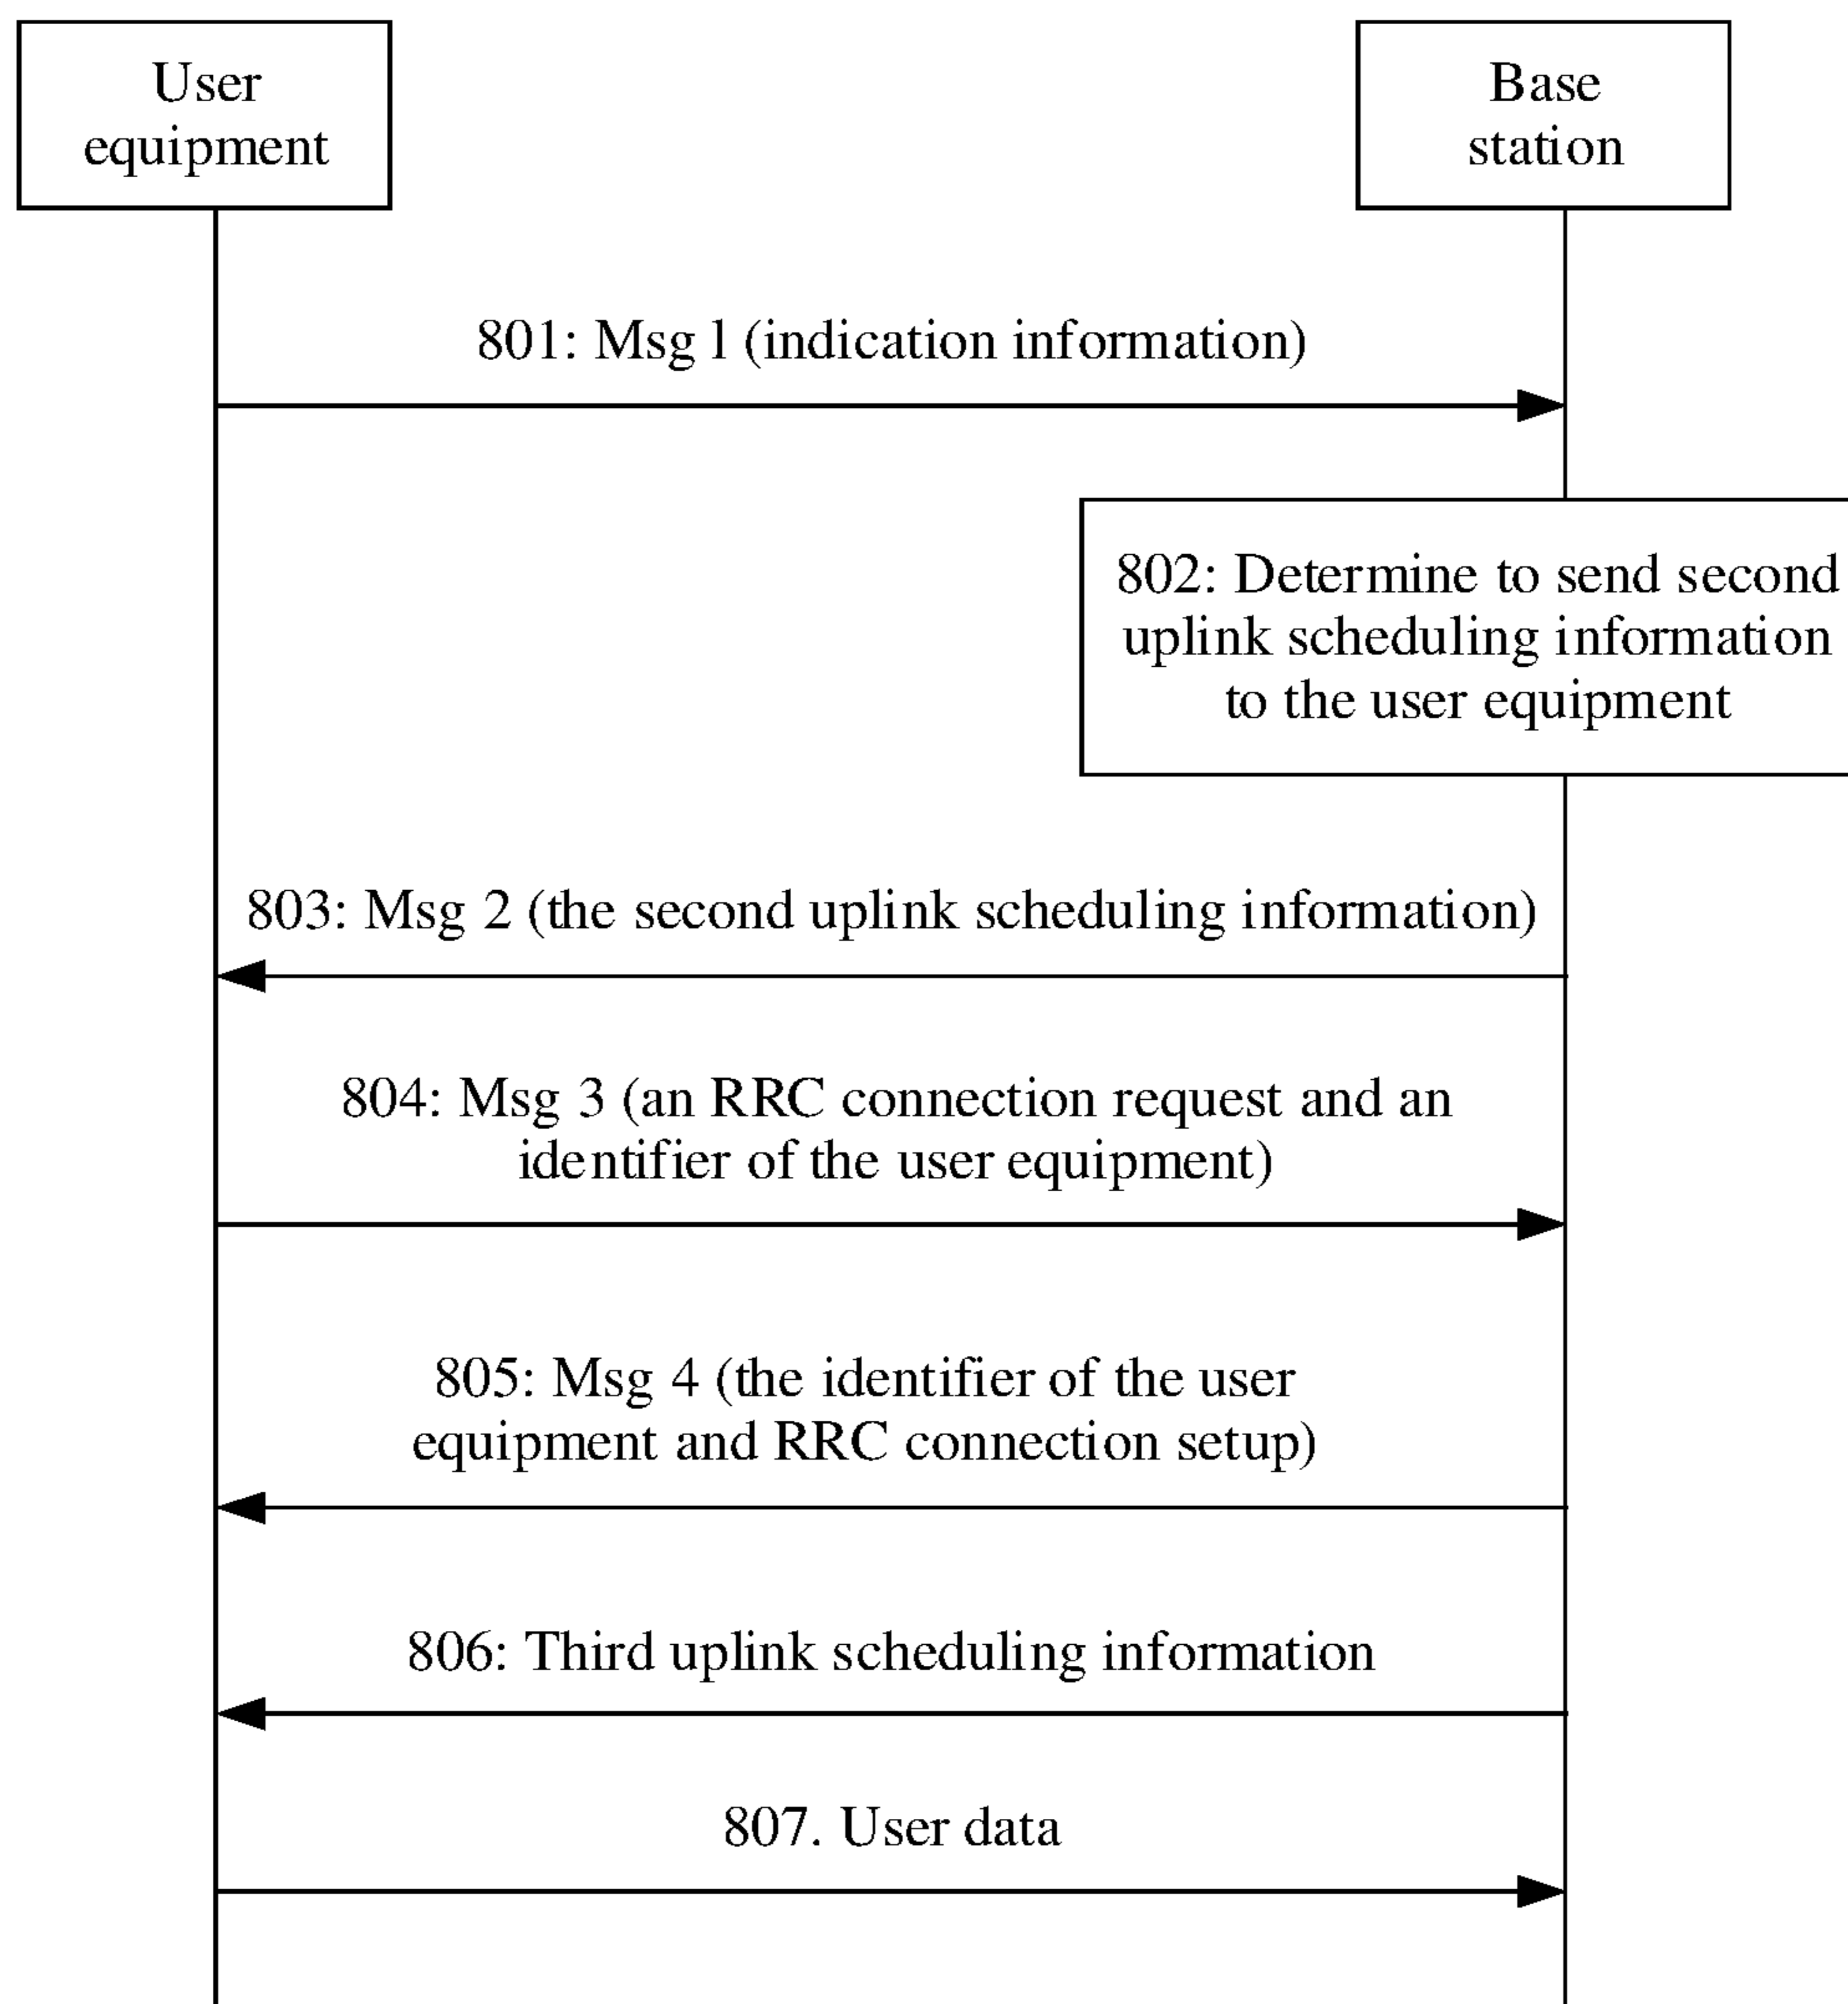 User
equipment
Base
station
801: Msg 1 (indication information)
802: Determine to send second
uplink scheduling information
to the user equipment
803: Msg 2 (the second uplink scheduling information)
804: Msg 3 (an RRC connection request and an
identifier of the user equipment)
805: Msg 4 (the identifier of the user
equipment and RRC connection setup)
806: Third uplink scheduling information
807. User data